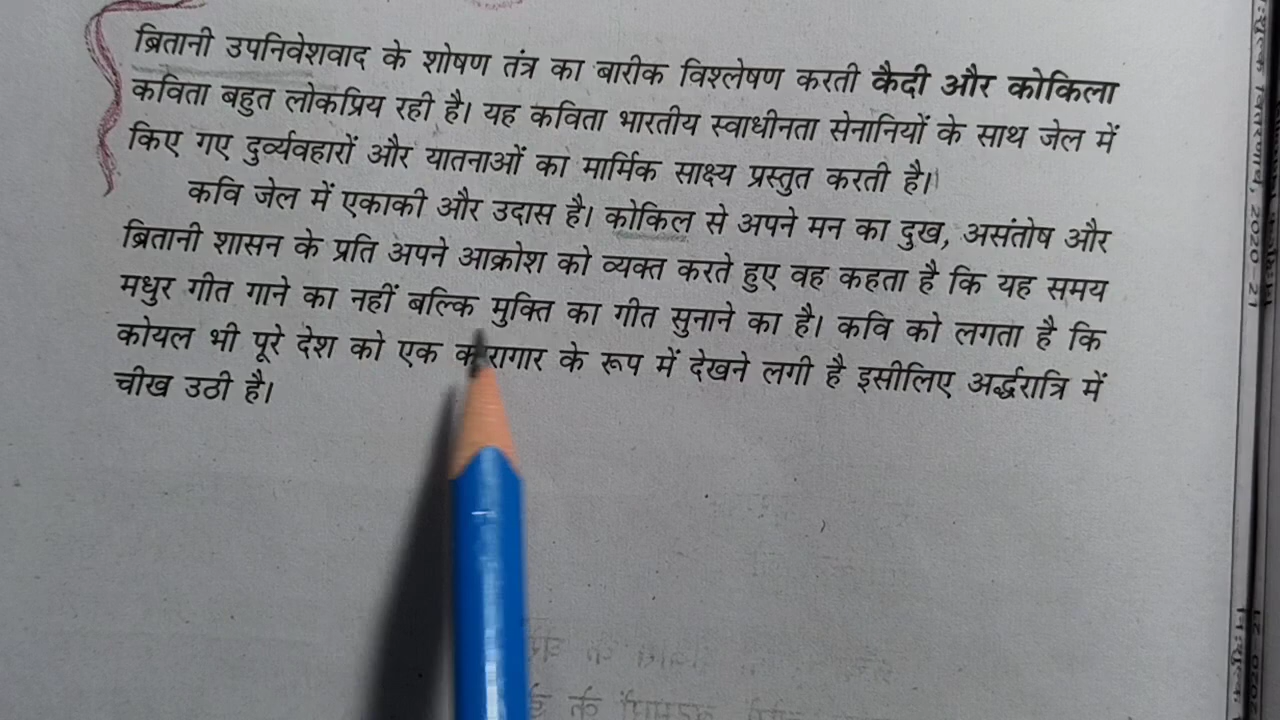 ब्रितानी उपनिवेशवाद के शोषण तंत्र का बारीक विश्लेषण करती कैदी और कोकिला
कविता बहुत लोकप्रिय रही है। यह कविता भारतीय स्वाधीनता सेनानियों के साथ जेल में
किए गए दुर्व्यवहारों और यातनाओं का मार्मिक साक्ष्य प्रस्तुत करती है।
कवि जेल में एकाकी और उदास है। कोकिल से अपने मन का दुख, असंतोष और
ब्रितानी शासन के प्रति अपने आक्रोश को व्यक्त करते हुए वह कहता है कि यह समय
मधुर गीत गाने का नहीं बल्कि मुक्ति का गीत सुनाने का है। कवि को लगता है कि
कोयल भी पूरे देश को एक कारागार के रूप में देखने लगी है इसीलिए अर्द्धरात्रि में
चीख उठी है।
2020-21